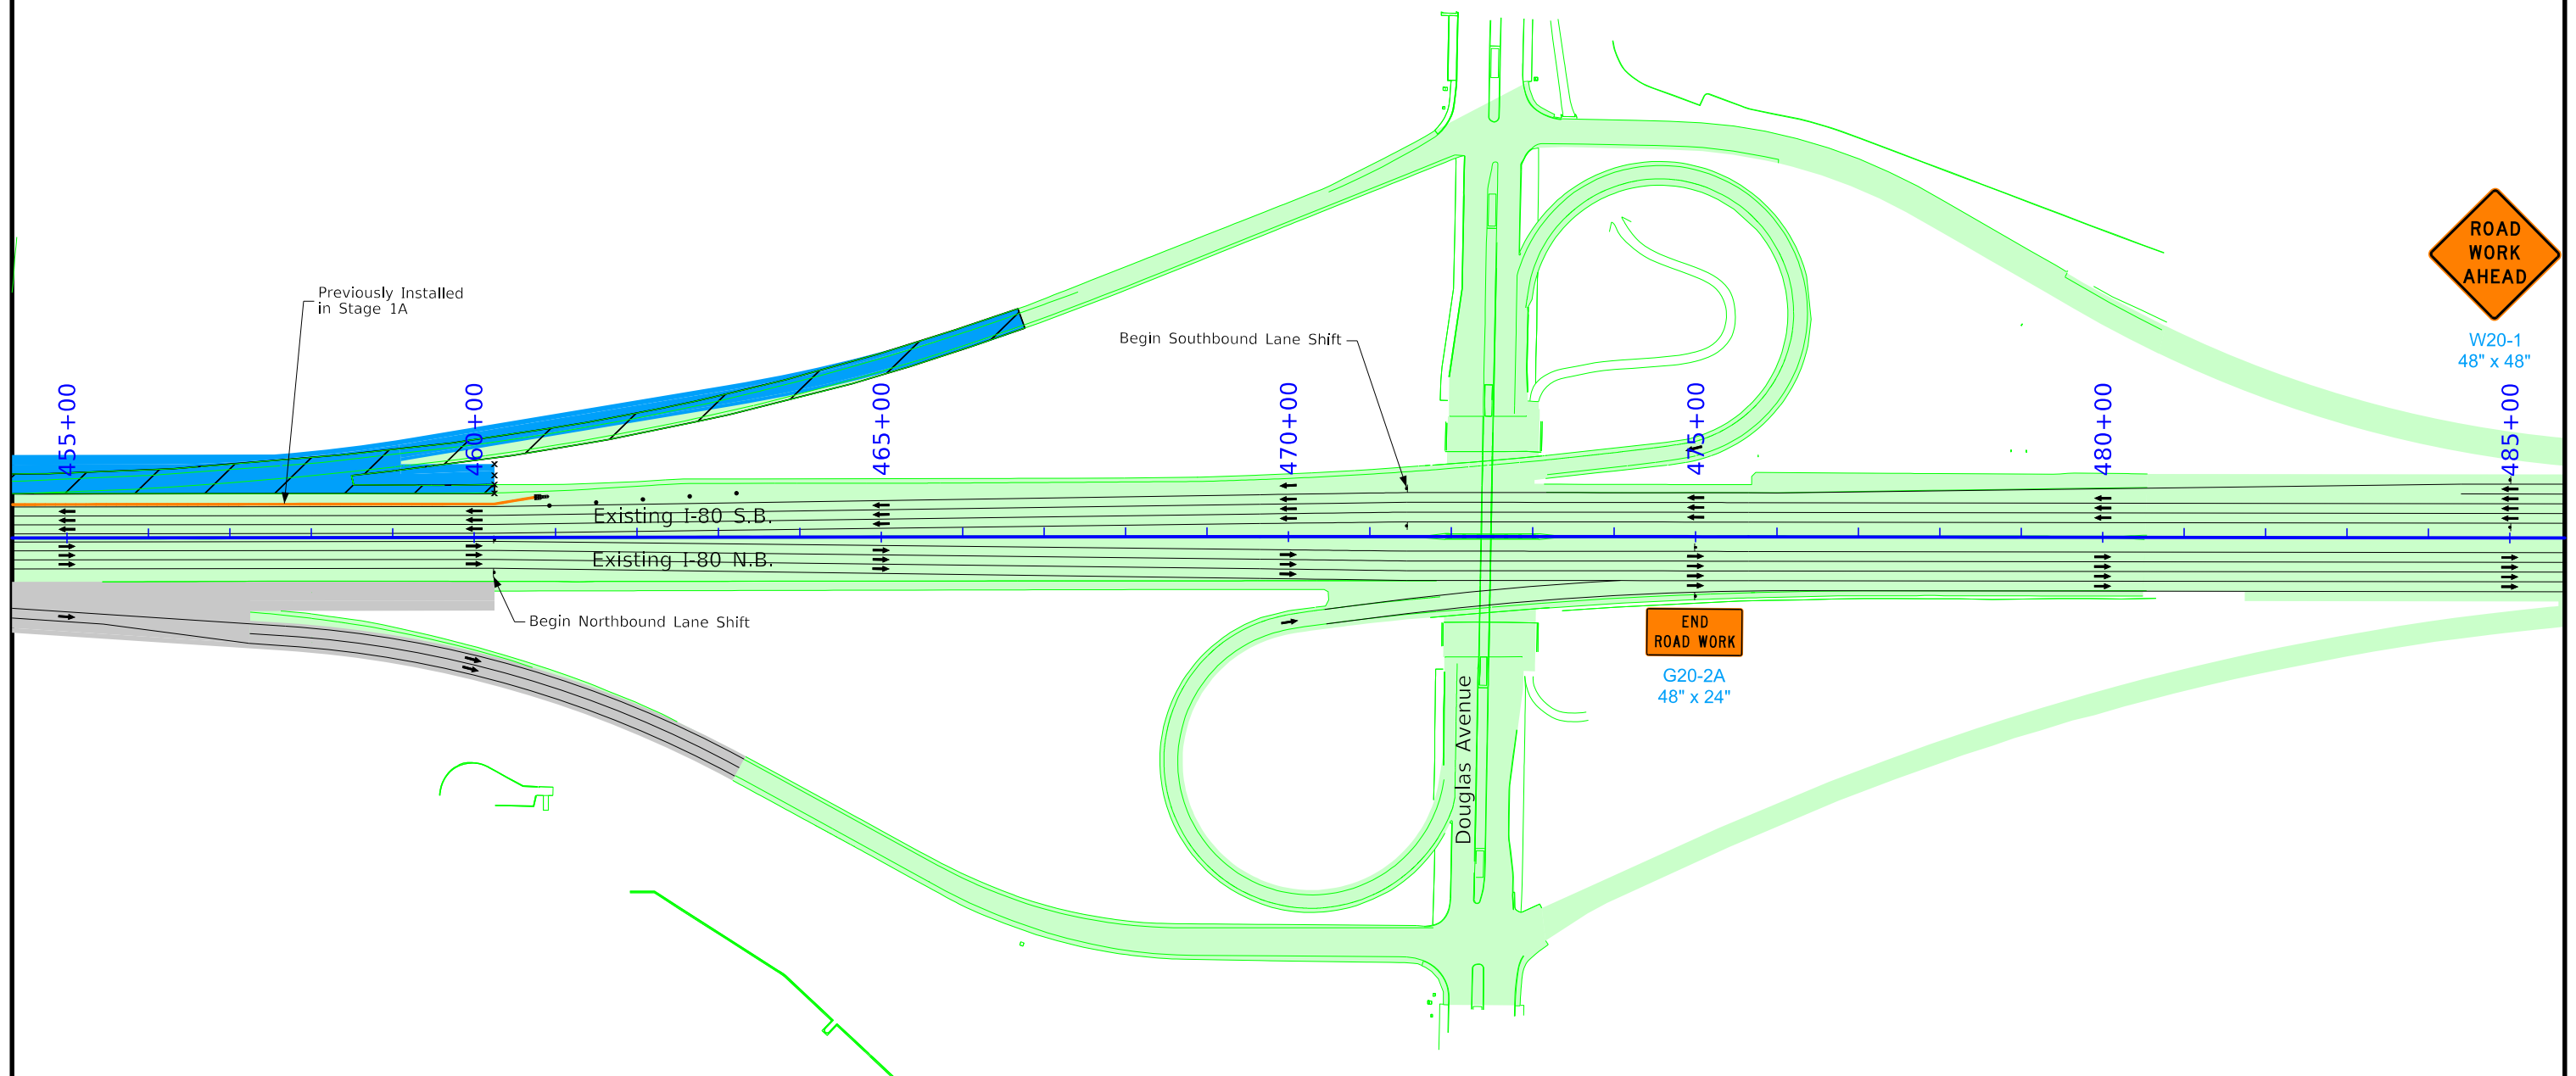 ROAD
WORK
AHEAD
W20-1
48" x 48"
Previously Installed
in Stage 1A
Begin Southbound Lane Shift
455+00
460+00
465+00
470+00
475+00
480+00
485+00
Existing I-80 S.B.
Existing I-80 N.B.
Begin Northbound Lane Shift
END
ROAD WORK
G20-2A
48" x 24"
Douglas Avenue